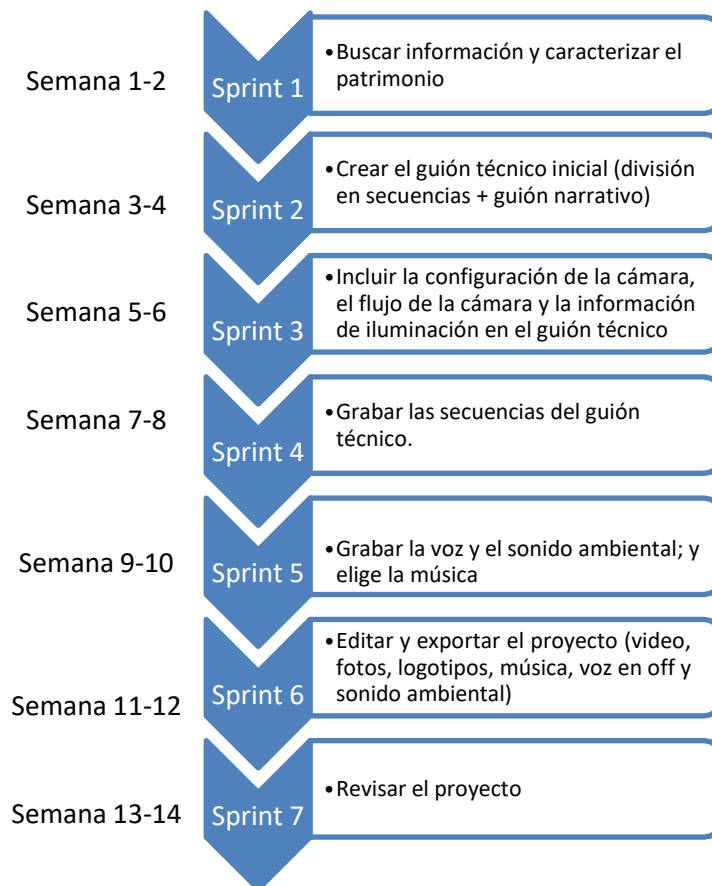 Semana 1-2
Sprint 1
•Buscar información y caracterizar el
patrimonio
Semana 3-4
Sprint 2
•Crear el guión técnico inicial (división
en secuencias + guión narrativo)
Semana 5-6
Sprint 3
•Incluir la configuración de la cámara,
el flujo de la cámara y la información
de iluminación en el guión técnico
Semana 7-8
Sprint 4
•Grabar las secuencias del guión
técnico.
Semana 9-10
Sprint 5
•Grabar la voz y el sonido ambiental; y
elige la música
Semana 11-12
Sprint 6
•Editar y exportar el proyecto (video,
fotos, logotipos, música, voz en off y
sonido ambiental)
Semana 13-14
Sprint 7
•Revisar el proyecto